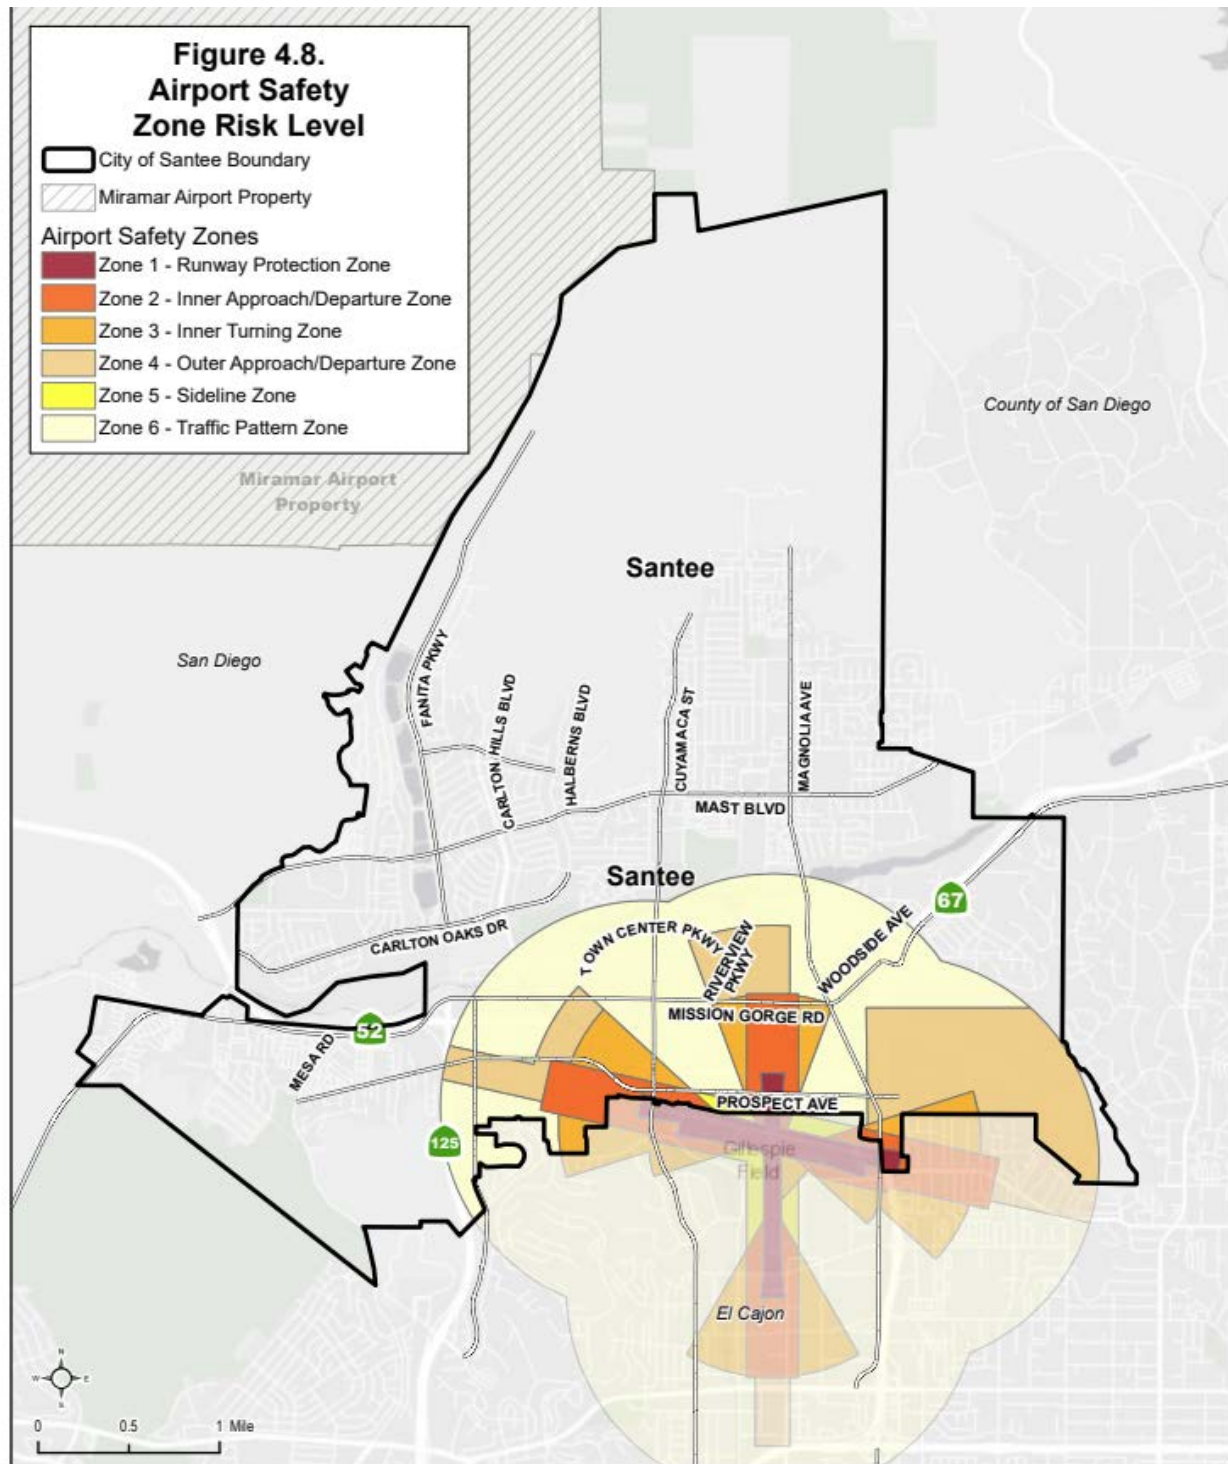 Figure 4.8.
Airport Safety
Zone Risk Level
City of Santee Boundary
Miramar Airport Property
Airport Safety Zones
Zone 1 - Runway Protection Zone
Zone 2 - Inner Approach/Departure Zone
Zone 3 - Inner Turning Zone
Zone 4 - Outer Approach/Departure Zone
Zone 5 - Sideline Zone
Zone 6 - Traffic Pattern Zone
County of San Diego
Miramar Airport
Property
Santee
San Diego
FANITA PKWY
CARLTON HILLS BLVD
HALBERNS BLVD
CUYAMACA ST
MAGNOLIA AVE
MAST BLVD
Santee
67
CARLTON OAKS DR
TOWN CENTER PKWY
RIVERVIEW
PKWY
WOODSIDE AVE
MISSION GORGE RD
52
MESA RD
PROSPECT AVE
125
Gillespie
Field
El Cajon
N
W
E
S
0
0.5
1 Mile